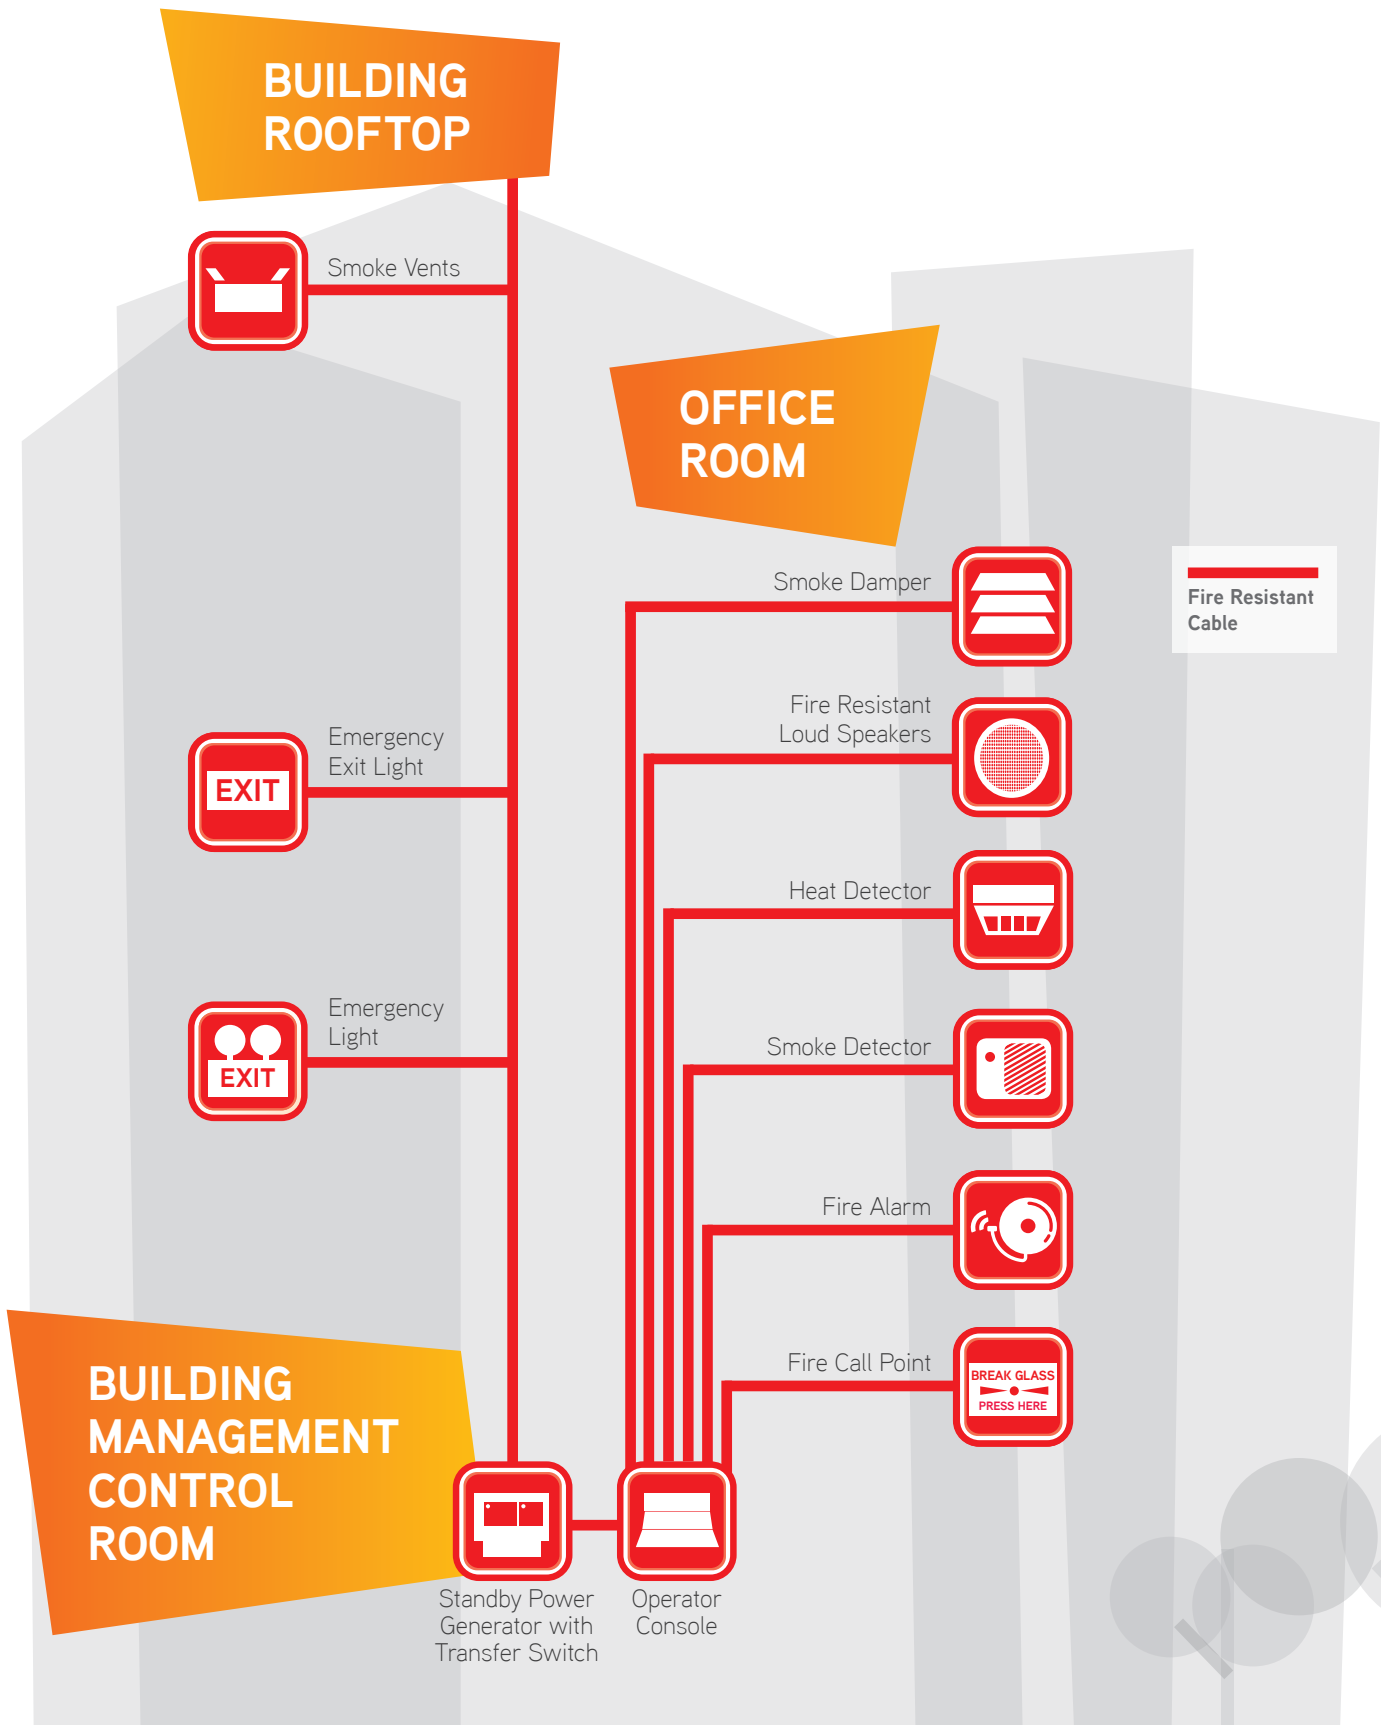 BUILDING
ROOFTOP
Smoke Vents
OFFICE
ROOM
Smoke Damper
Fire Resistant
Cable
Fire Resistant
Loud Speakers
Emergency
Exit Light
EXIT
Heat Detector
Emergency
Light
EXIT
Smoke Detector
Fire Alarm
Fire Call Point
BREAK GLASS
PRESS HERE
BUILDING
MANAGEMENT
CONTROL
ROOM
Standby Power
Generator with
Transfer Switch
Operator
Console